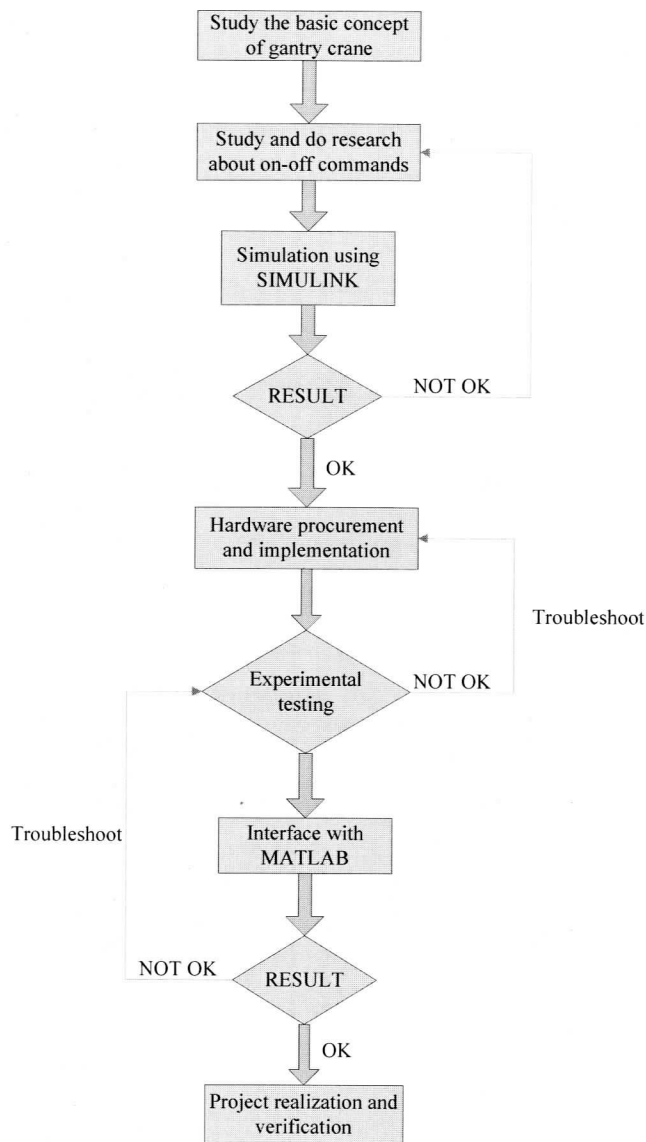 Study the basic concept
of gantry crane
Study and do research
about on-off commands
Simulation using
SIMULINK
RESULT
NOT OK
OK
Hardware procurement
and implementation
Troubleshoot
Experimental
testing
NOT OK
Troubleshoot
Interface with
MATLAB
NOT OK
RESULT
OK
Project realization and
verification